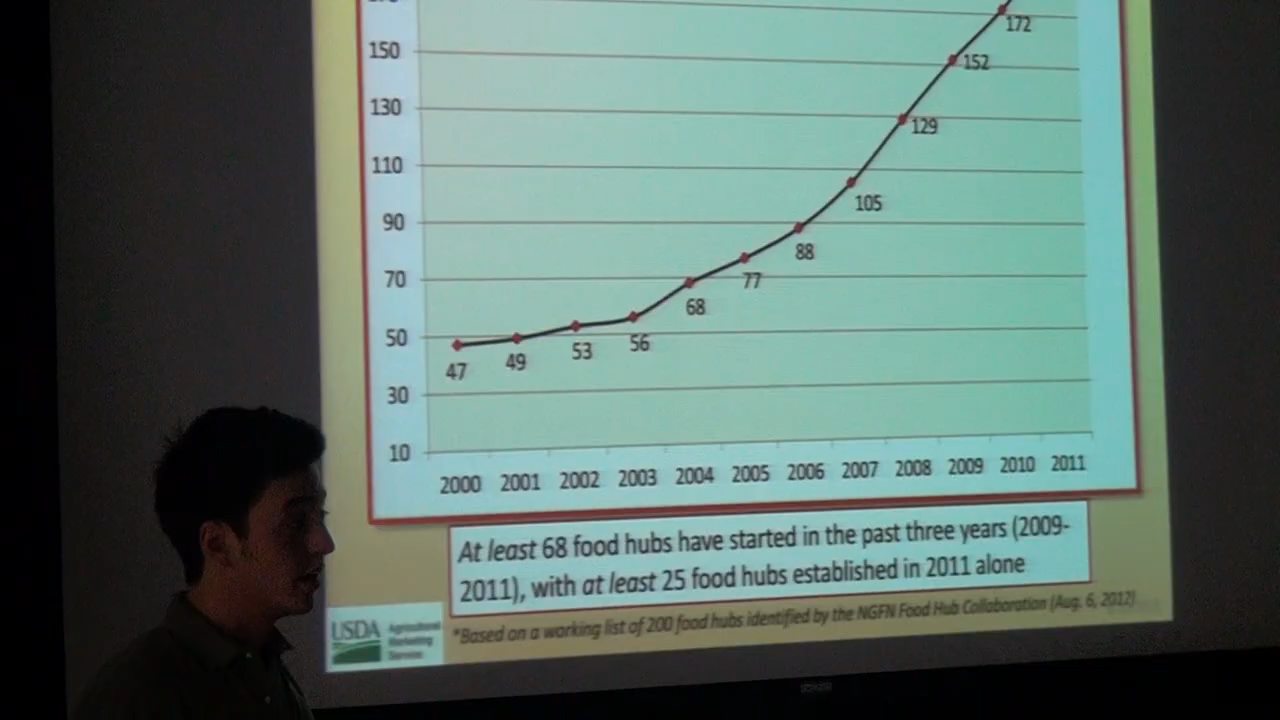 172
150
152
130
129
110
105
90
88
70
77
68
50
56
53
49
47
30
10
2000 2001 2002 2003 2004 2005 2006 2007 2008 2009 2010 2011
At least 68 food hubs have started in the past three years (2009-
2011), with at least 25 food hubs established in 2011 alone
*Based on a working list of 200 food hubs identified by the NGFN Food Hub Collaboration (Aug. 6, 2012)
USDA
Agricultural
Marketing
Service